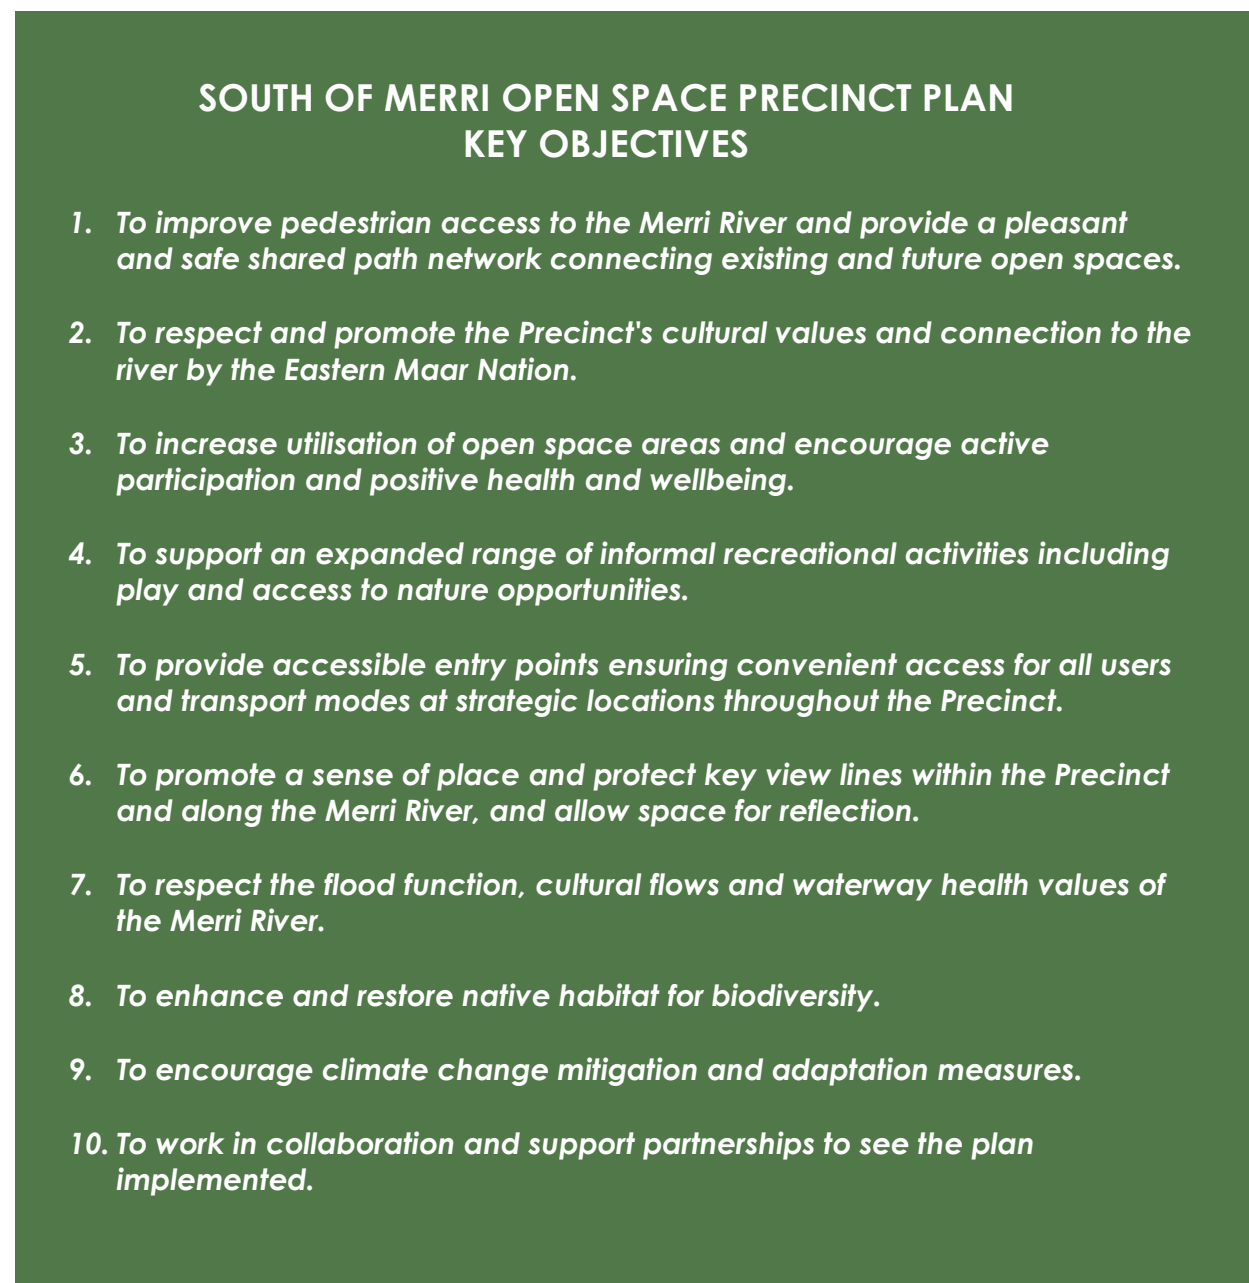 SOUTH OF MERRI OPEN SPACE PRECINCT PLAN
KEY OBJECTIVES
1. To improve pedestrian access to the Merri River and provide a pleasant
and safe shared path network connecting existing and future open spaces.
2. To respect and promote the Precinct's cultural values and connection to the
river by the Eastern Maar Nation.
3. To increase utilisation of open space areas and encourage active
participation and positive health and wellbeing.
4. To support an expanded range of informal recreational activities including
play and access to nature opportunities.
5. To provide accessible entry points ensuring convenient access for all users
and transport modes at strategic locations throughout the Precinct.
6. To promote a sense of place and protect key view lines within the Precinct
and along the Merri River, and allow space for reflection.
7. To respect the flood function, cultural flows and waterway health values of
the Merri River.
8. To enhance and restore native habitat for biodiversity.
9. To encourage climate change mitigation and adaptation measures.
10. To work in collaboration and support partnerships to see the plan
implemented.